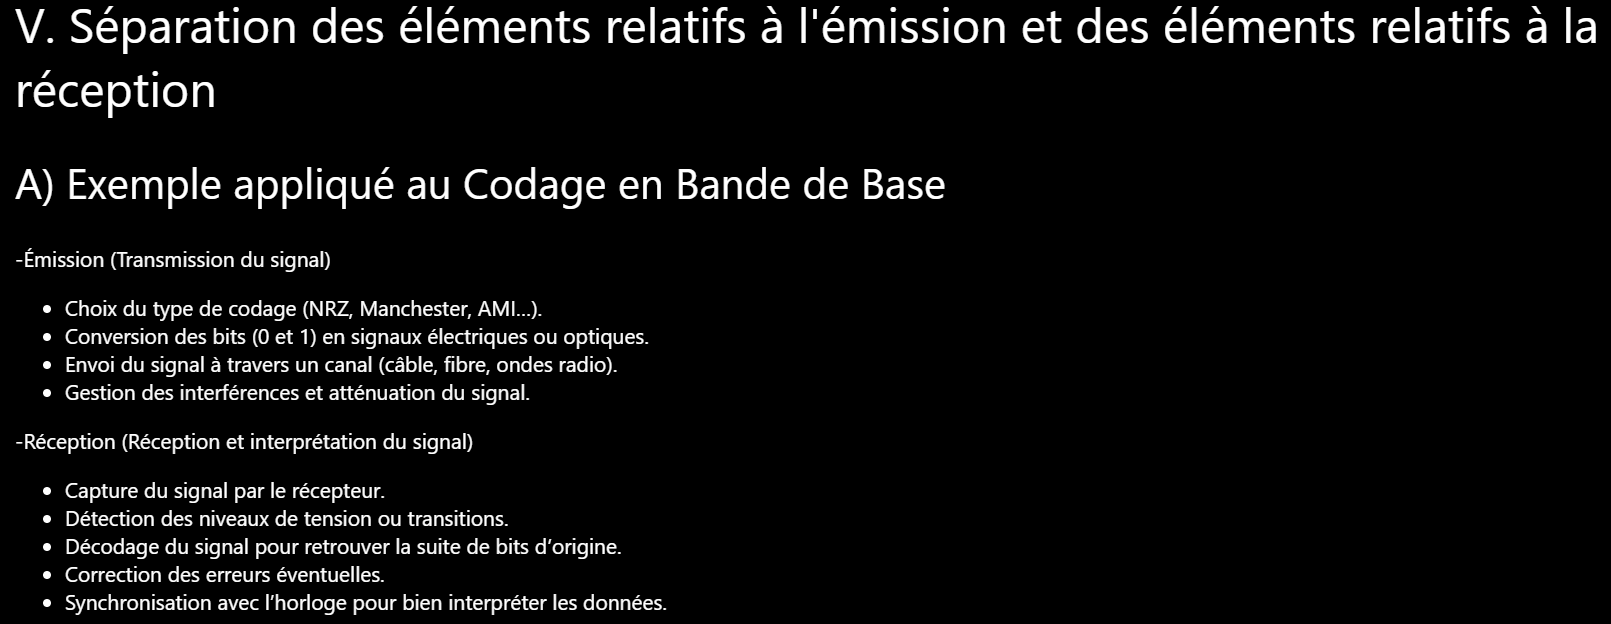 V. Séparation des éléments relatifs à l'émission et des éléments relatifs à la
réception
A) Exemple appliqué au Codage en Bande de Base
-Émission (Transmission du signal)
• Choix du type de codage (NRZ, Manchester, AMI...).
• Conversion des bits (0 et 1) en signaux électriques ou optiques.
• Envoi du signal à travers un canal (câble, fibre, ondes radio).
• Gestion des interférences et atténuation du signal.
-Réception (Réception et interprétation du signal)
• Capture du signal par le récepteur.
• Détection des niveaux de tension ou transitions.
• Décodage du signal pour retrouver la suite de bits d’origine.
• Correction des erreurs éventuelles.
• Synchronisation avec l’horloge pour bien interpréter les données.